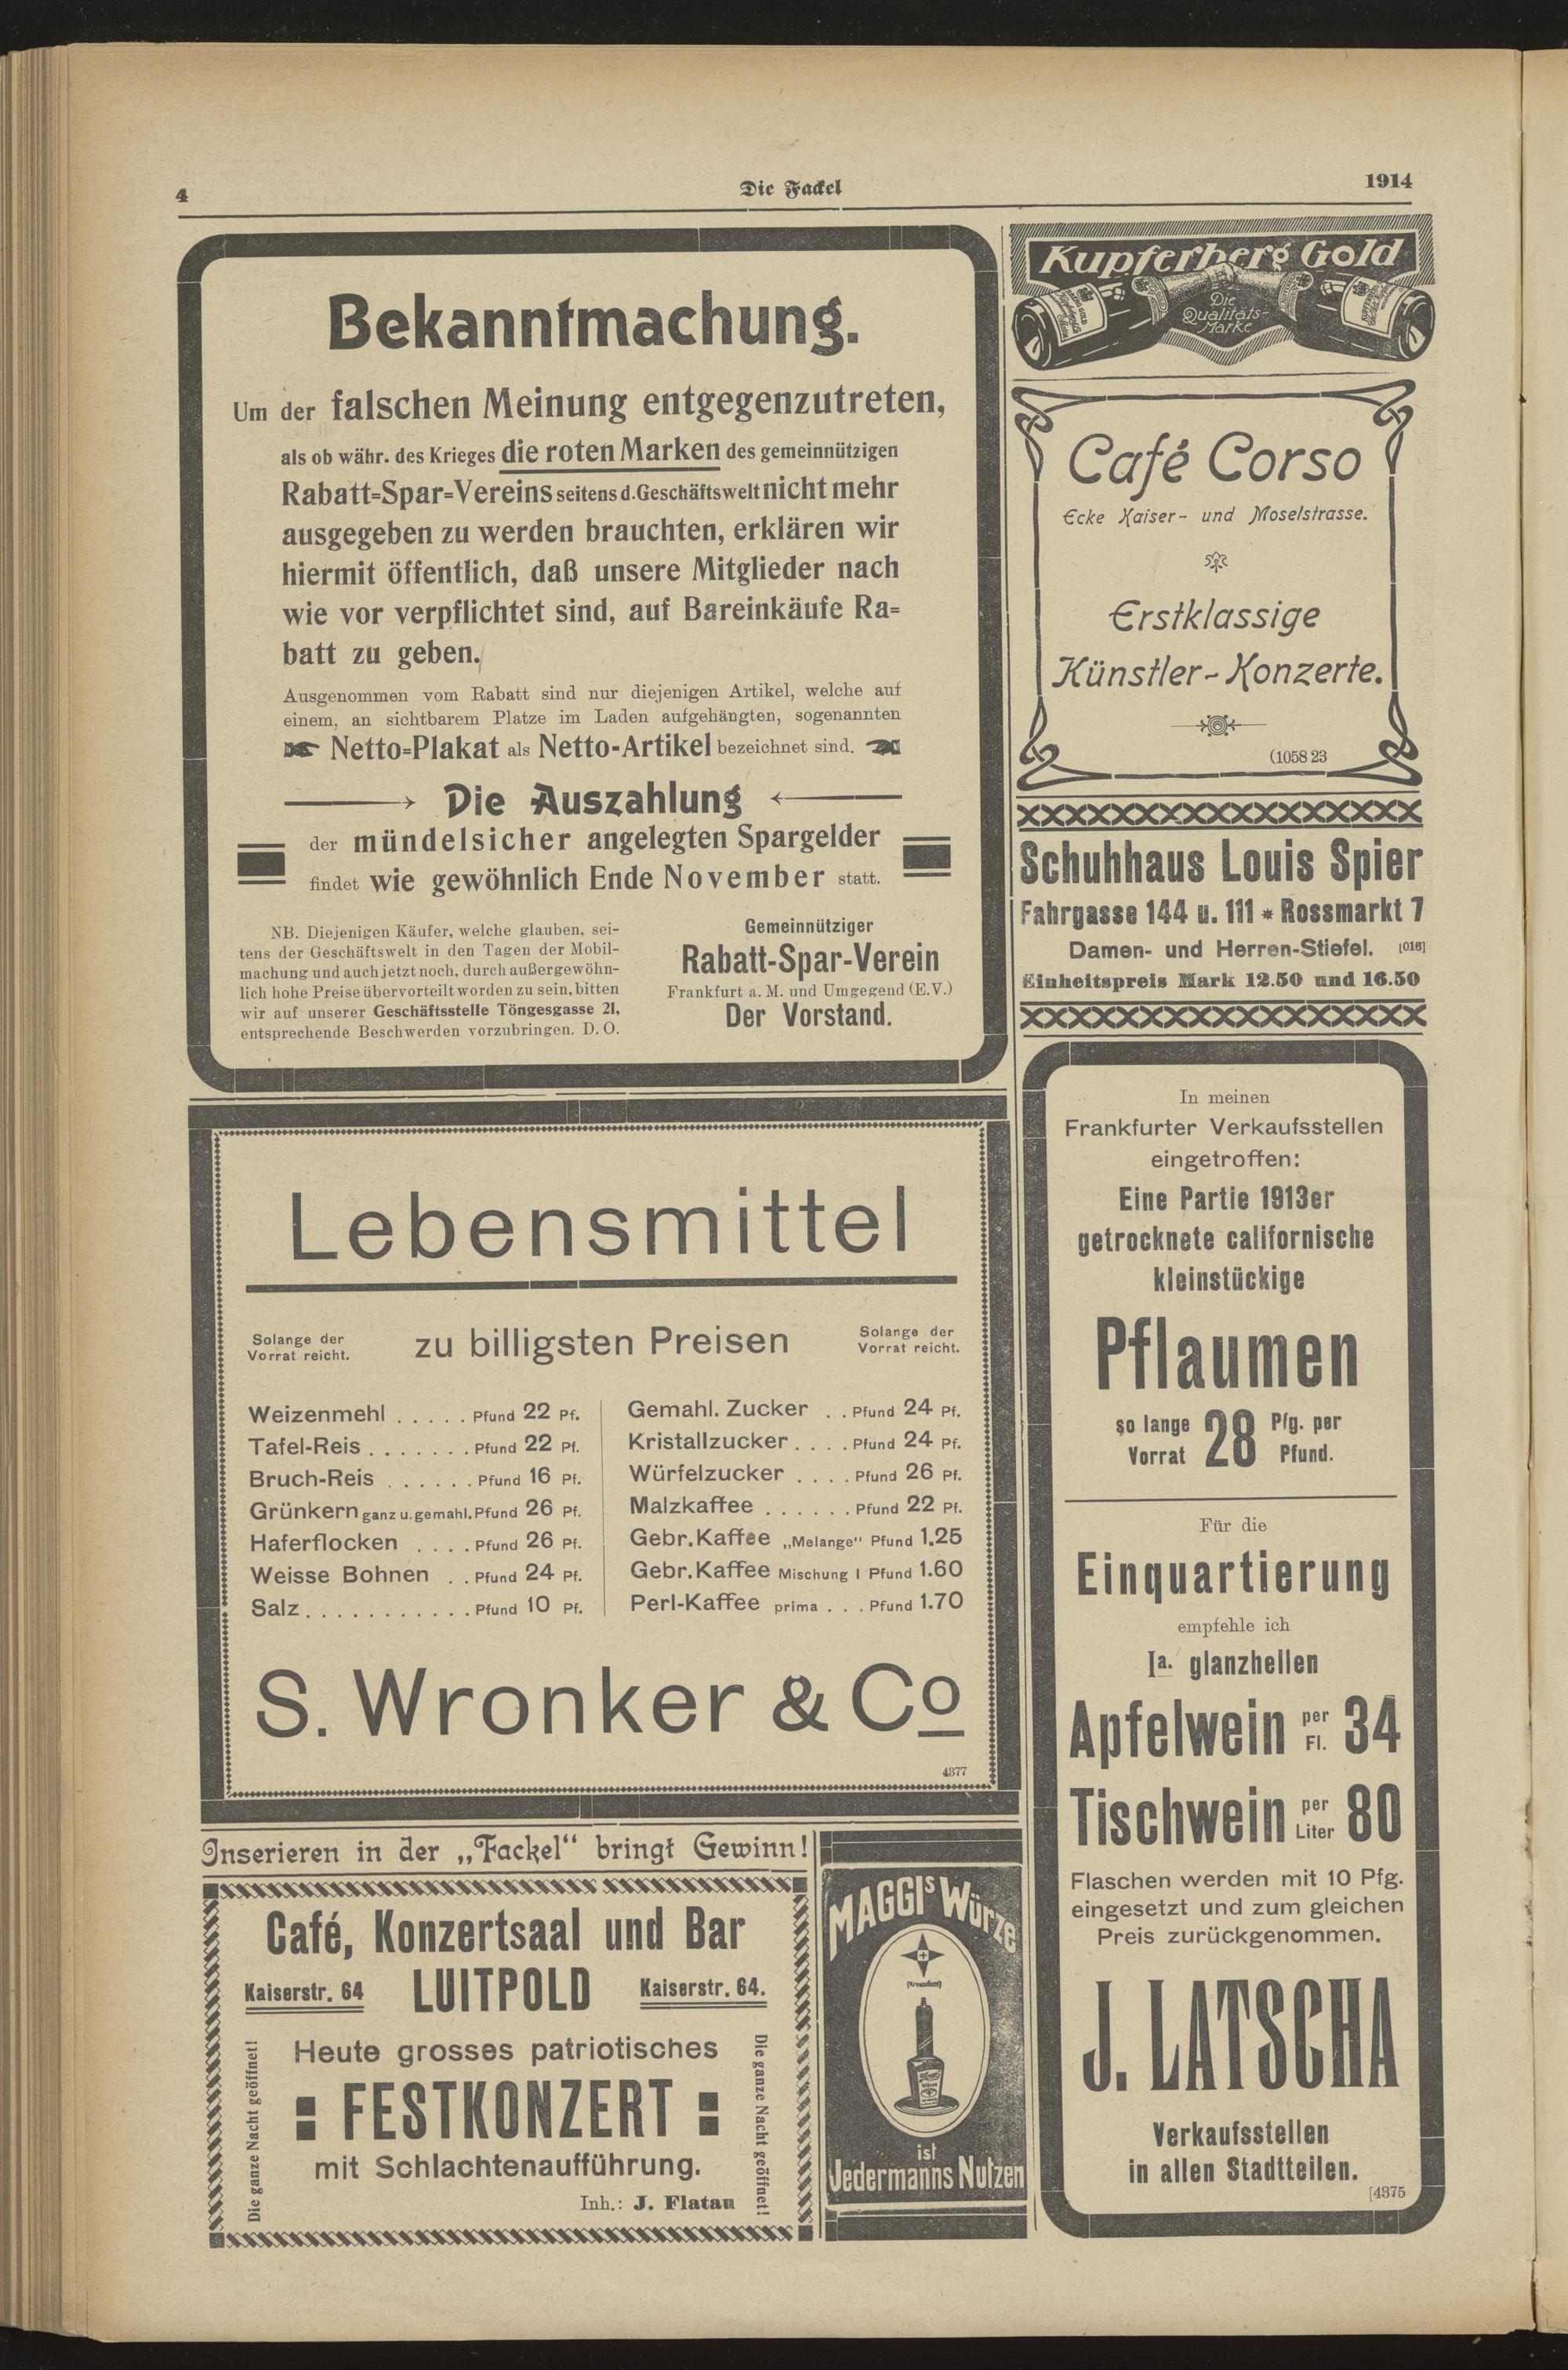 4
Die Fackel
1914
Bekanntmachung.
Um der falschen Meinung entgegenzutreten,
als ob währ. des Krieges die roten Marken des gemeinnützigen
Rabatt=Spar=Vereins seitens d. Geschäftswelt nicht mehr
ausgegeben zu werden brauchten, erklären wir
hiermit öffentlich, daß unsere Mitglieder nach
wie vor verpflichtet sind, auf Bareinkäufe Ra=
batt zu geben.
Ausgenommen vom Rabatt sind nur diejenigen Artikel, welche auf
einem, an sichtbarem Platze im Laden aufgehängten, sogenannten
Netto=Plakat als Netto-Artikel bezeichnet sind.
Die Auszahlung
der mündelsicher angelegten Spargelder
findet wie gewöhnlich Ende November statt.
NB. Diejenigen Käufer, welche glauben, sei-
tens der Geschäftswelt in den Tagen der Mobil-
machung und auch jetzt noch, durch außergewöhn-
lich hohe Preise übervorteilt worden zu sein, bitten
wir auf unserer Geschäftsstelle Töngesgasse 21,
entsprechende Beschwerden vorzubringen. D. O.
Gemeinnütziger
Rabatt-Spar-Verein
Frankfurt a. M. und Umgegend (E.V.)
Der Vorstand.
Lebensmittel
Solange der
Vorrat reicht.
zu billigsten Preisen
Solange der
Vorrat reicht.
Weizenmehl . . . . . Pfund 22 Pf.
Tafel-Reis . . . . . . . Pfund 22 Pf.
Bruch-Reis . . . . . . Pfund 16 Pf.
Grünkern ganz u. gemahl. Pfund 26 Pf.
Haferflocken . . . . Pfund 26 Pf.
Weisse Bohnen . . Pfund 24 Pf.
Salz . . . . . . . . . . . Pfund 10 Pf.
Gemahl. Zucker . . Pfund 24 Pf.
Kristallzucker . . . . Pfund 24 Pf.
Würfelzucker . . . . Pfund 26 Pf.
Malzkaffee . . . . . . Pfund 22 Pf.
Gebr. Kaffee „Melange“ Pfund 1.25
Gebr. Kaffee Mischung I Pfund 1.60
Perl-Kaffee prima . . . Pfund 1.70
S. Wronker & Co
4377
Inserieren in der „Fackel“ bringt Gewinn!
Café, Konzertsaal und Bar
Kaiserstr. 64 LUITPOLD Kaiserstr. 64.
Die ganze Nacht geöffnet!
Heute grosses patriotisches
FESTKONZERT
mit Schlachtenaufführung.
Inh.: J. Flatau
Die ganze Nacht geöffnet!
MAGGIs Würze
(Kreuzstern)
ist
Jedermanns Nutzen
Kupferberg Gold
Die
Qualitäts-
Marke
Café Corso
Ecke Kaiser- und Moselstrasse.
Erstklassige
Künstler-Konzerte.
(1058 23
Schuhhaus Louis Spier
Fahrgasse 144 u. 111 * Rossmarkt 7
Damen- und Herren-Stiefel. [016]
Einheitspreis Mark 12.50 und 16.50
In meinen
Frankfurter Verkaufsstellen
eingetroffen:
Eine Partie 1913er
getrocknete californische
kleinstückige
Pflaumen
so lange
Vorrat
28
Pfg. per
Pfund.
Für die
Einquartierung
empfehle ich
Ia. glanzhellen
Apfelwein per Fl. 34
Tischwein per Liter 80
Flaschen werden mit 10 Pfg.
eingesetzt und zum gleichen
Preis zurückgenommen.
J. LATSCHA
Verkaufsstellen
in allen Stadtteilen.
[4375